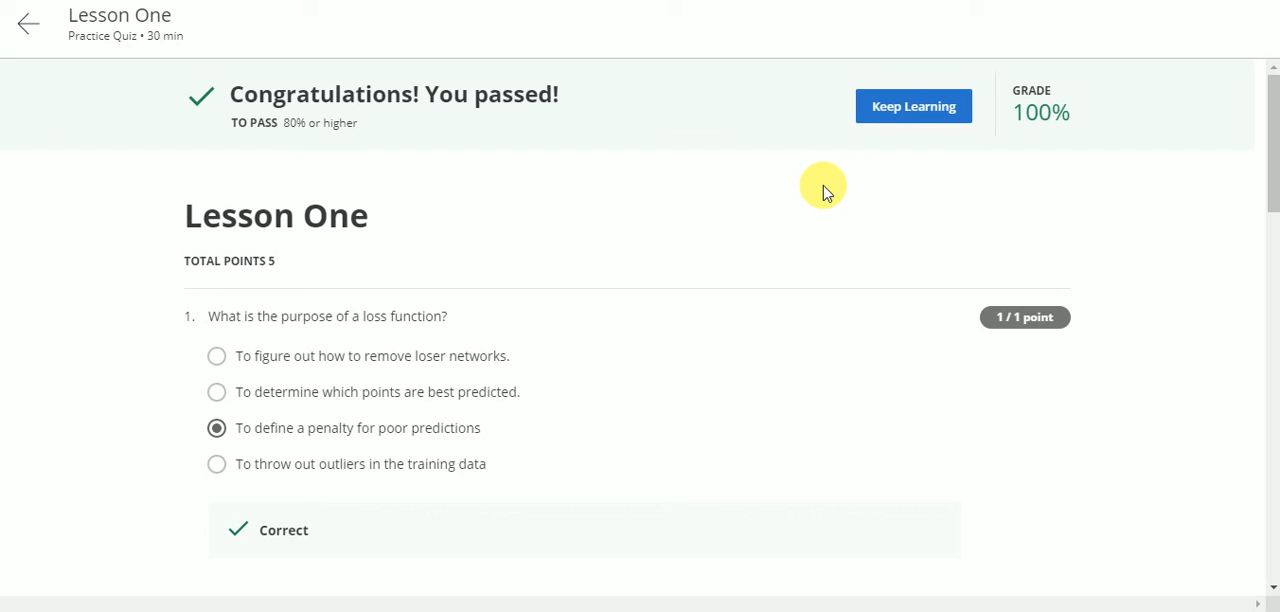 Lesson One
Practice Quiz • 30 min
Congratulations! You passed!
TO PASS 80% or higher
Keep Learning
GRADE
100%
Lesson One
TOTAL POINTS 5
1. What is the purpose of a loss function?
1 / 1 point
To figure out how to remove loser networks.
To determine which points are best predicted.
To define a penalty for poor predictions
To throw out outliers in the training data
Correct